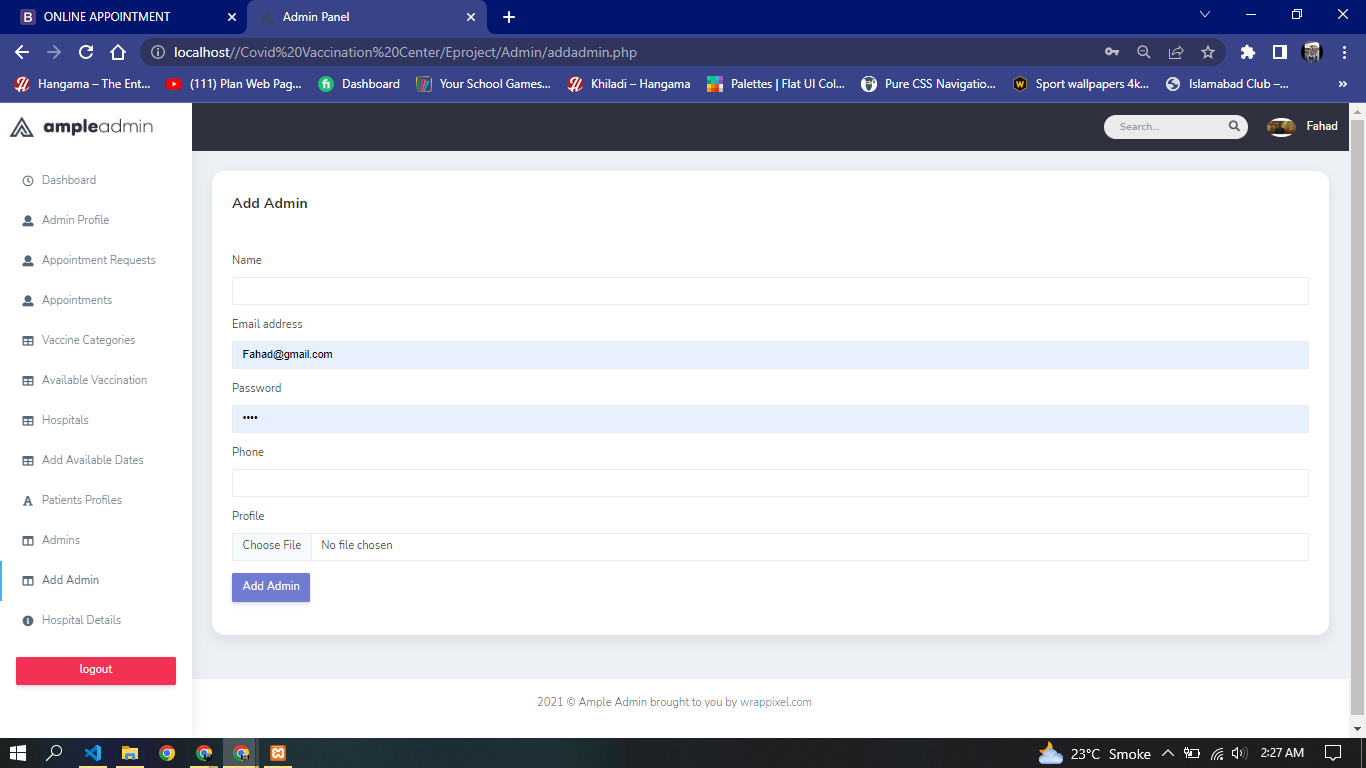 ONLINE APPOINTMENT
Admin Panel
localhost//Covid%20Vaccination%20Center/Eproject/Admin/addadmin.php
Hangama – The Ent...
(111) Plan Web Pag...
Dashboard
Your School Games...
Khiladi – Hangama
Palettes | Flat UI Col...
Pure CSS Navigatio...
Sport wallpapers 4k...
Islamabad Club –...
»
ampleadmin
Search...
Fahad
Dashboard
Admin Profile
Appointment Requests
Appointments
Vaccine Categories
Available Vaccination
Hospitals
Add Available Dates
Patients Profiles
Admins
Add Admin
Hospital Details
logout
Add Admin
Name
Email address
Fahad@gmail.com
Password
••••
Phone
Profile
Choose File No file chosen
Add Admin
2021 © Ample Admin brought to you by wrappixel.com
23°C Smoke
2:27 AM